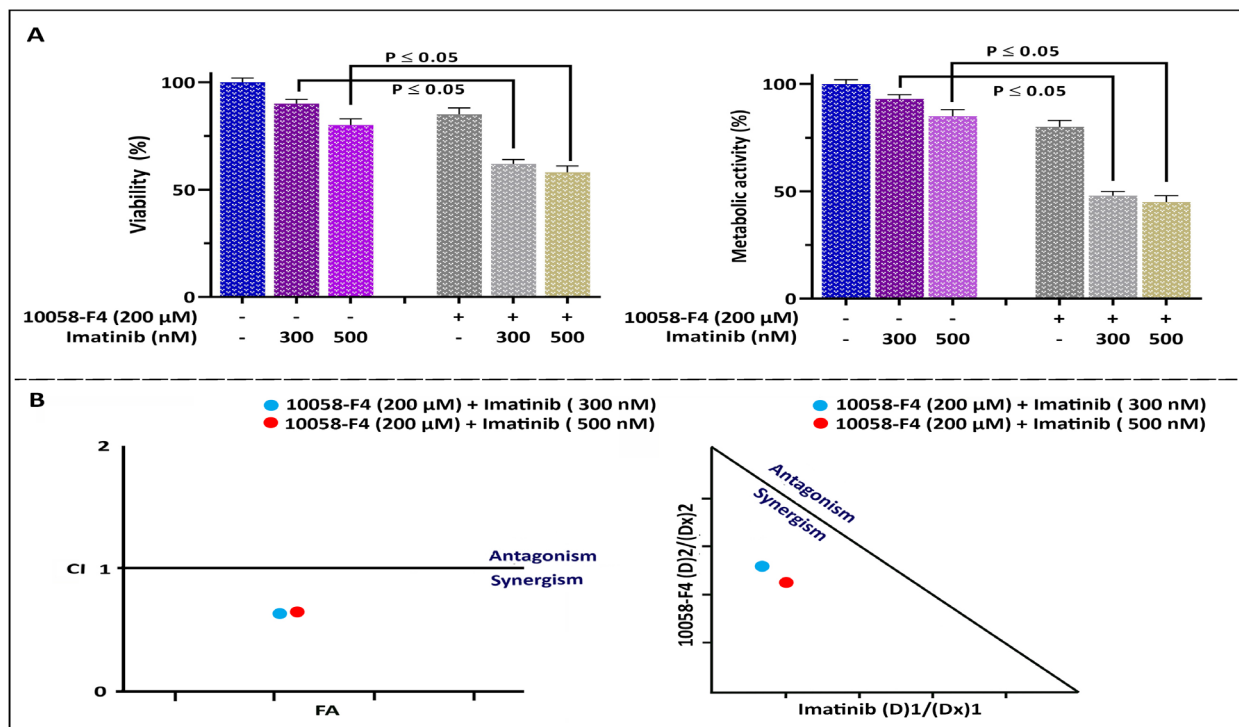 A
P ≤ 0.05
P ≤ 0.05
100
50
0
Viability (%)
10058-F4 (200 µM) - - - + + +
Imatinib (nM) - 300 500 - 300 500
P ≤ 0.05
P ≤ 0.05
100
50
0
Metabolic activity (%)
10058-F4 (200 µM) - - - + + +
Imatinib (nM) - 300 500 - 300 500
B
10058-F4 (200 µM) + Imatinib ( 300 nM)
10058-F4 (200 µM) + Imatinib ( 500 nM)
2
CI 1
0
Antagonism
Synergism
FA
10058-F4 (200 µM) + Imatinib ( 300 nM)
10058-F4 (200 µM) + Imatinib ( 500 nM)
Antagonism
Synergism
10058-F4 (D)2/(Dx)2
Imatinib (D)1/(Dx)1